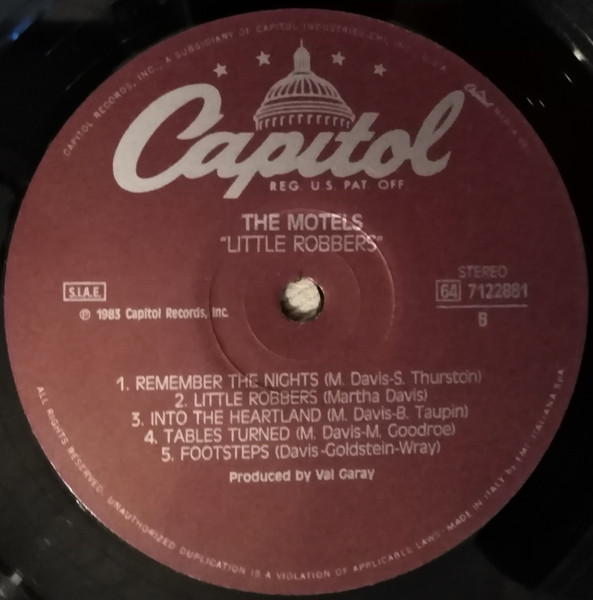 CAPITOL RECORDS, INC., A SUBSIDIARY OF CAPITOL INDUSTRIES-EMI, INC., U.S.A.
Capitol
Capitol
REG. U.S. PAT. OFF
THE MOTELS
"LITTLE ROBBERS"
STEREO
64 7122881
B
S.I.A.E.
℗ 1983 Capitol Records, Inc.
1. REMEMBER THE NIGHTS (M. Davis-S. Thurston)
2. LITTLE ROBBERS (Martha Davis)
3. INTO THE HEARTLAND (M. Davis-B. Taupin)
4. TABLES TURNED (M. Davis-M. Goodroe)
5. FOOTSTEPS (Davis-Goldstein-Wray)
Produced by Val Garay
ALL RIGHTS RESERVED. UNAUTHORIZED DUPLICATION IS A VIOLATION OF APPLICABLE LAWS-MADE IN ITALY by EMI ITALIANA SpA